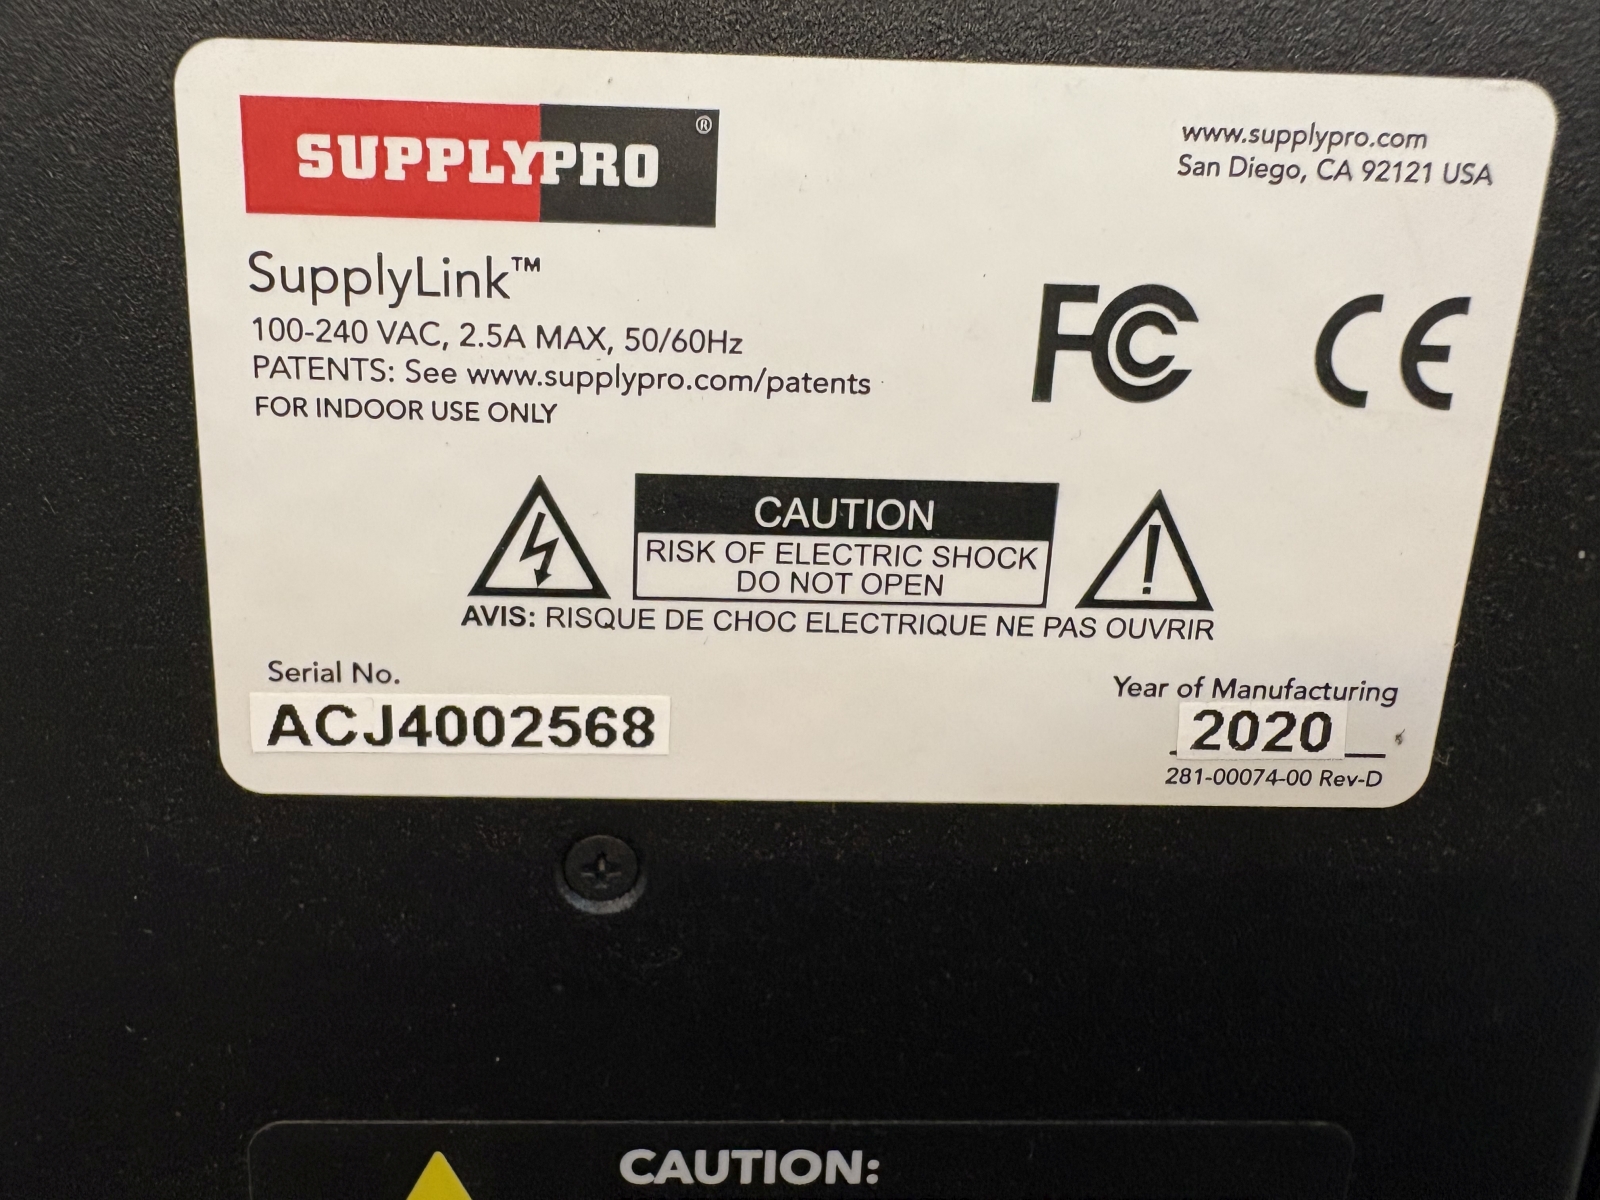 SUPPLYPRO ®
www.supplypro.com
San Diego, CA 92121 USA
SupplyLink™
100-240 VAC, 2.5A MAX, 50/60Hz
PATENTS: See www.supplypro.com/patents
FOR INDOOR USE ONLY
FC
CE
CAUTION
RISK OF ELECTRIC SHOCK
DO NOT OPEN
AVIS: RISQUE DE CHOC ELECTRIQUE NE PAS OUVRIR
Serial No.
ACJ4002568
Year of Manufacturing
2020
281-00074-00 Rev-D
CAUTION: